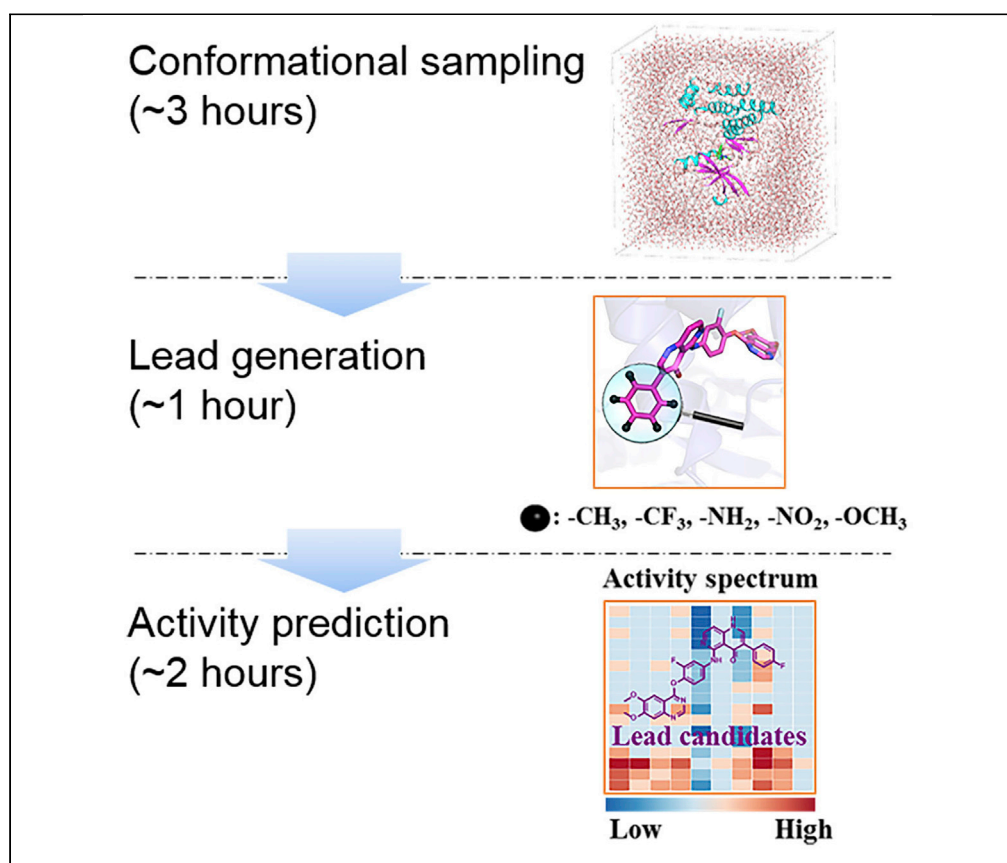 Conformational sampling
(~3 hours)
Lead generation
(~1 hour)
: -CH₃, -CF₃, -NH₂, -NO₂, -OCH₃
Activity prediction
(~2 hours)
Activity spectrum
F
NH
O
F
O
O
N
O
N
Lead candidates
Low
High